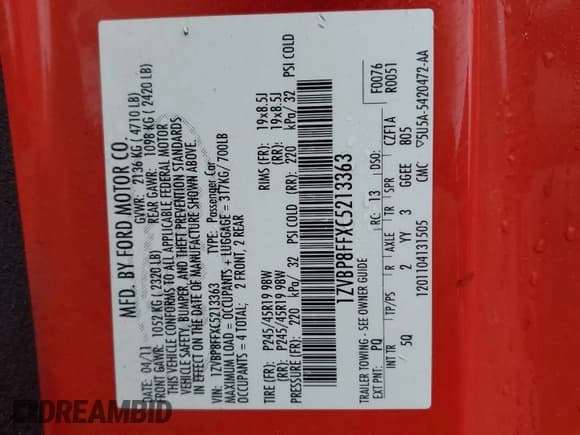 MFD. BY FORD MOTOR CO.
DATE: 04/11 GVWR: 2136 KG ( 4710 LB)
FRONT GAWR: 1052 KG (2320 LB) REAR GAWR: 1098 KG ( 2420 LB)
THIS VEHICLE CONFORMS TO ALL APPLICABLE FEDERAL MOTOR
VEHICLE SAFETY, BUMPER, AND THEFT PREVENTION STANDARDS
IN EFFECT ON THE DATE OF MANUFACTURE SHOWN ABOVE.
VIN: 1ZVBP8FFXC5213363 TYPE: Passenger Car
MAXIMUM LOAD = OCCUPANTS + LUGGAGE = 317KG/ 700LB
OCCUPANTS = 4 TOTAL; 2 FRONT, 2 REAR
TIRE (FR): P245/45R19 98W RIMS (FR): 19x8.5J
(RR): P245/45R19 98W (RR): 19x8.5J
PRESSURE (FR): 220 kPa/ 32 PSI COLD (RR): 220 kPa/ 32 PSI COLD
1ZVBP8FFXC5213363
TRAILER TOWING - SEE OWNER GUIDE F0076
EXT PNT: PQ RC: 13 DSO: R0051
INT TR TP/PS R AXLE TR SPR CZF1A
5Q 2 YY 3 GGEE B05
1201104131505 CMC ▽5U5A-5420472-AA
DREAMBID